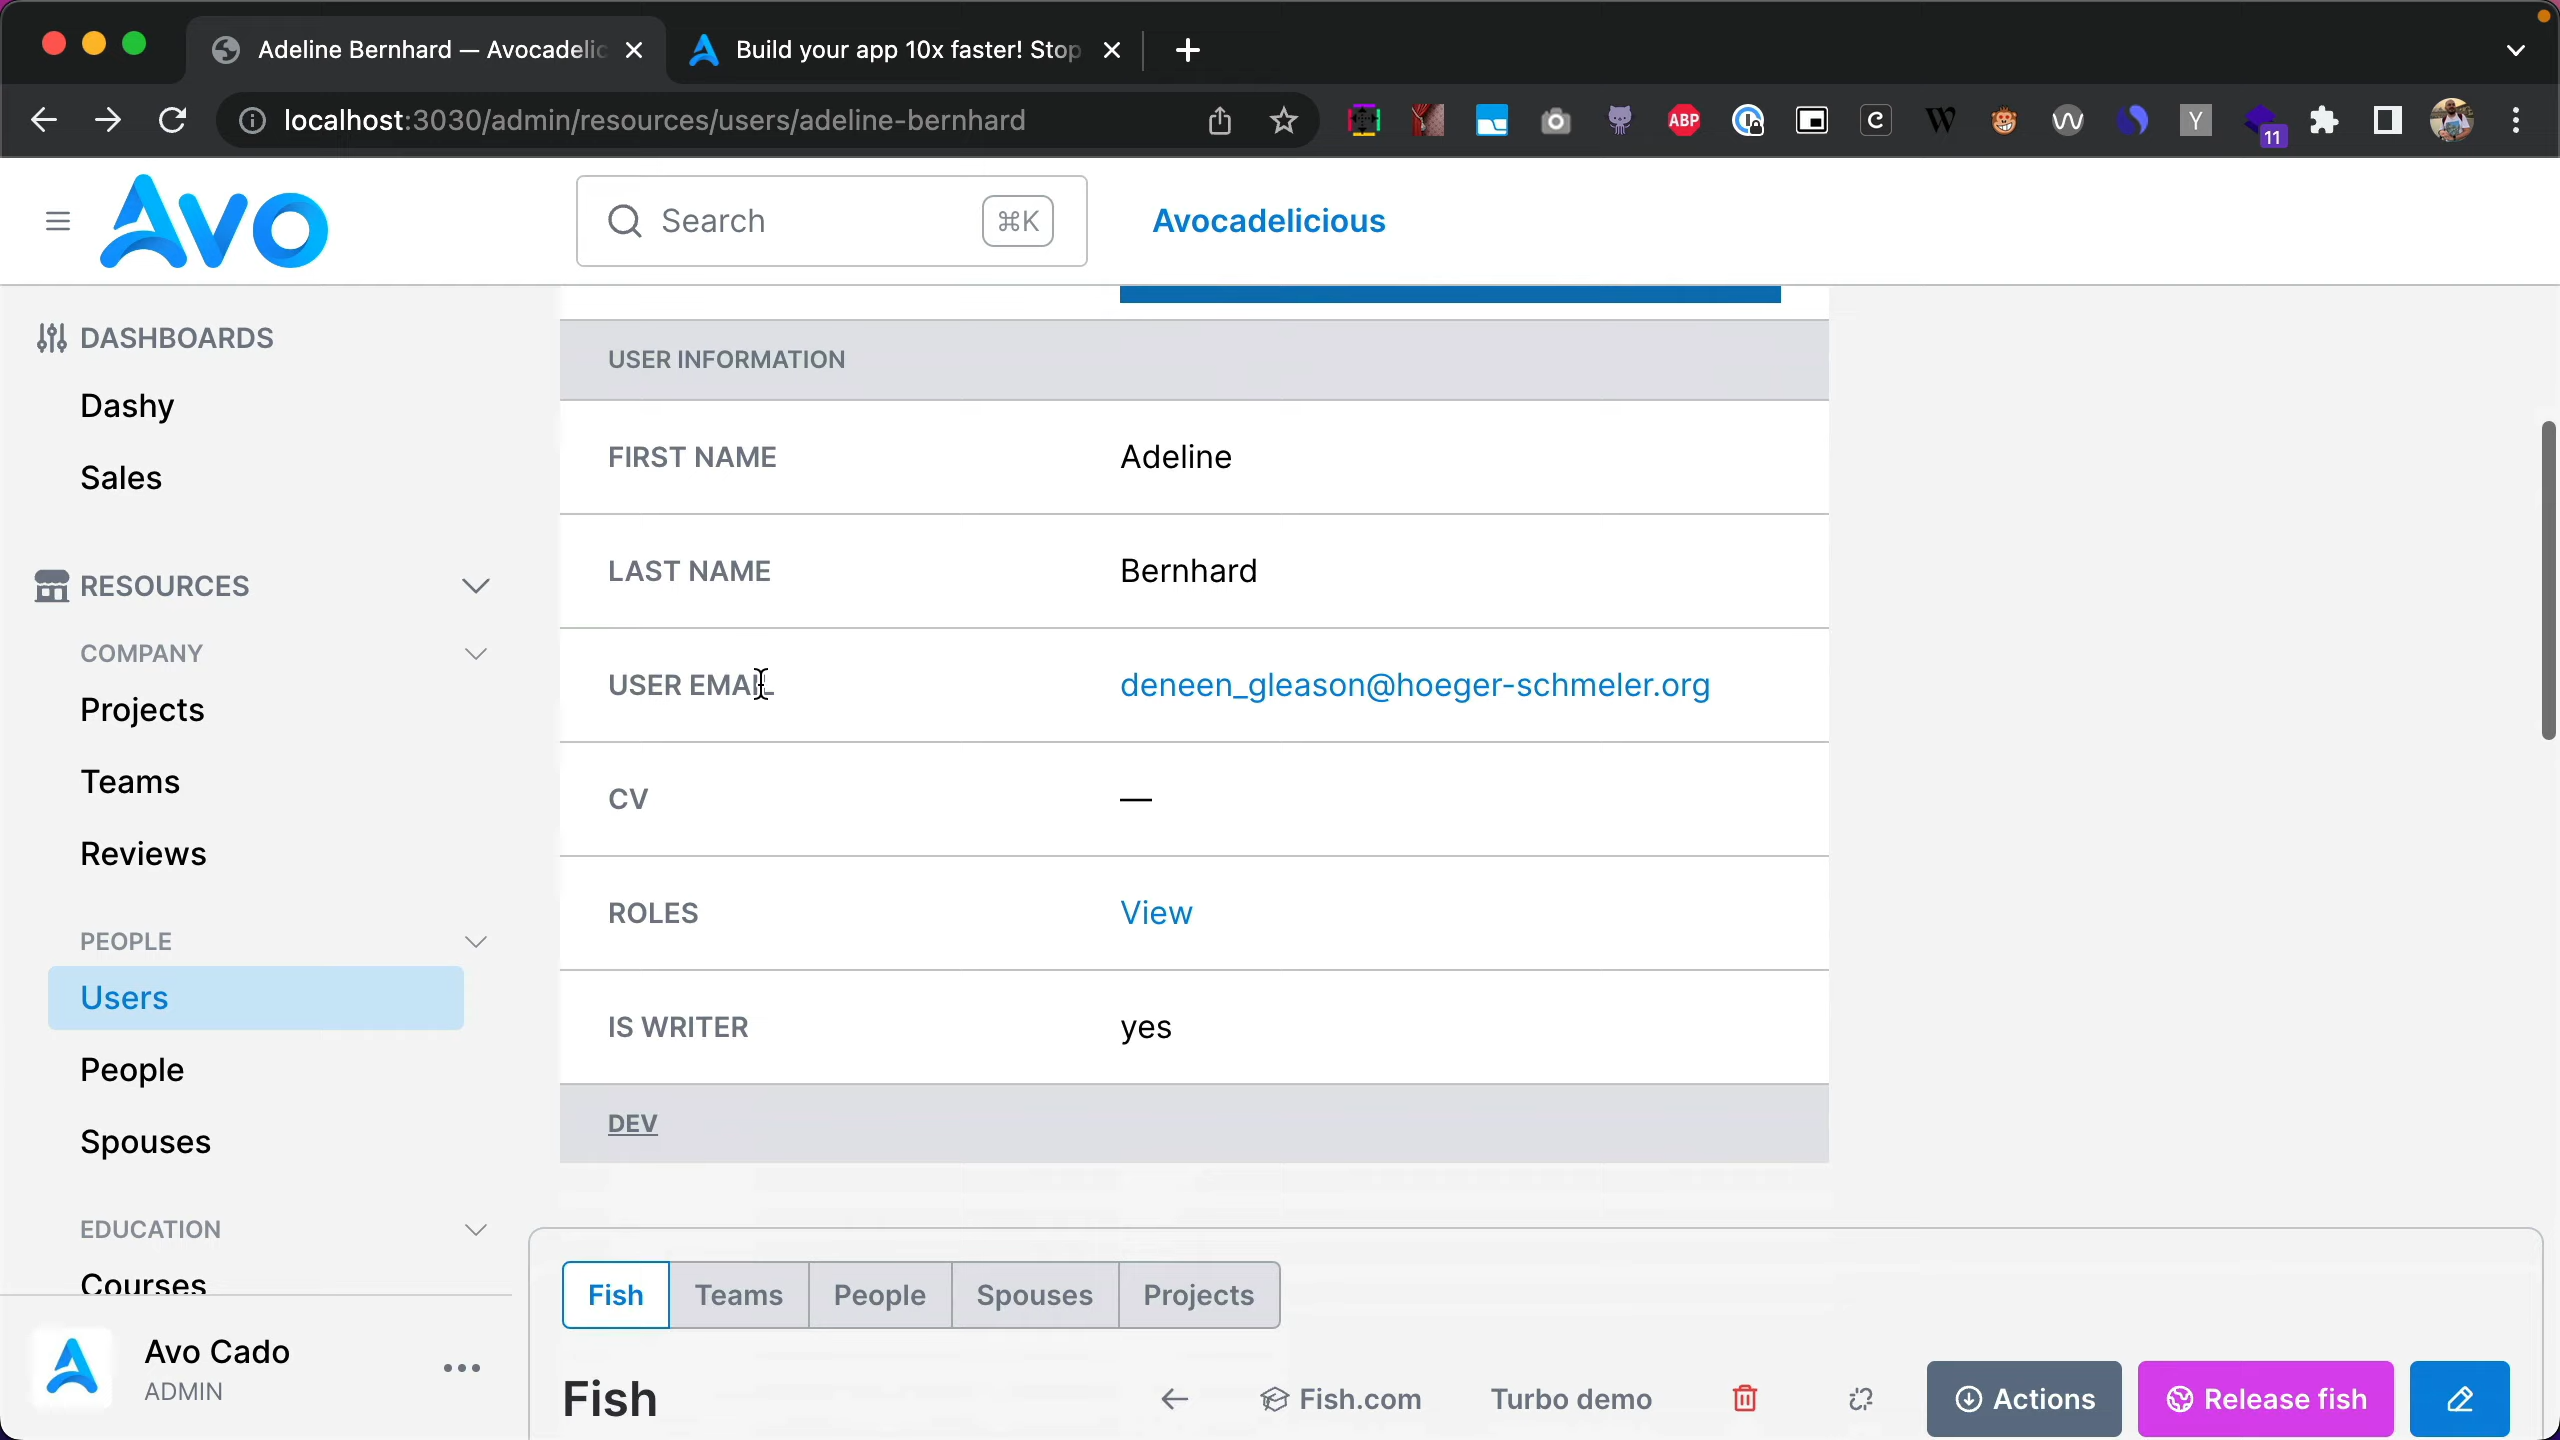 Adeline Bernhard — Avocadelic
Build your app 10x faster! Stop
localhost:3030/admin/resources/users/adeline-bernhard
ABP
C
W
Y
11
Avo
Search
⌘K
Avocadelicious
DASHBOARDS
Dashy
Sales
RESOURCES
COMPANY
Projects
Teams
Reviews
PEOPLE
Users
People
Spouses
EDUCATION
Courses
Avo Cado
ADMIN
USER INFORMATION
FIRST NAME Adeline
LAST NAME Bernhard
USER EMAIL deneen_gleason@hoeger-schmeler.org
CV —
ROLES View
IS WRITER yes
DEV
Fish Teams People Spouses Projects
Fish Fish.com Turbo demo Actions Release fish